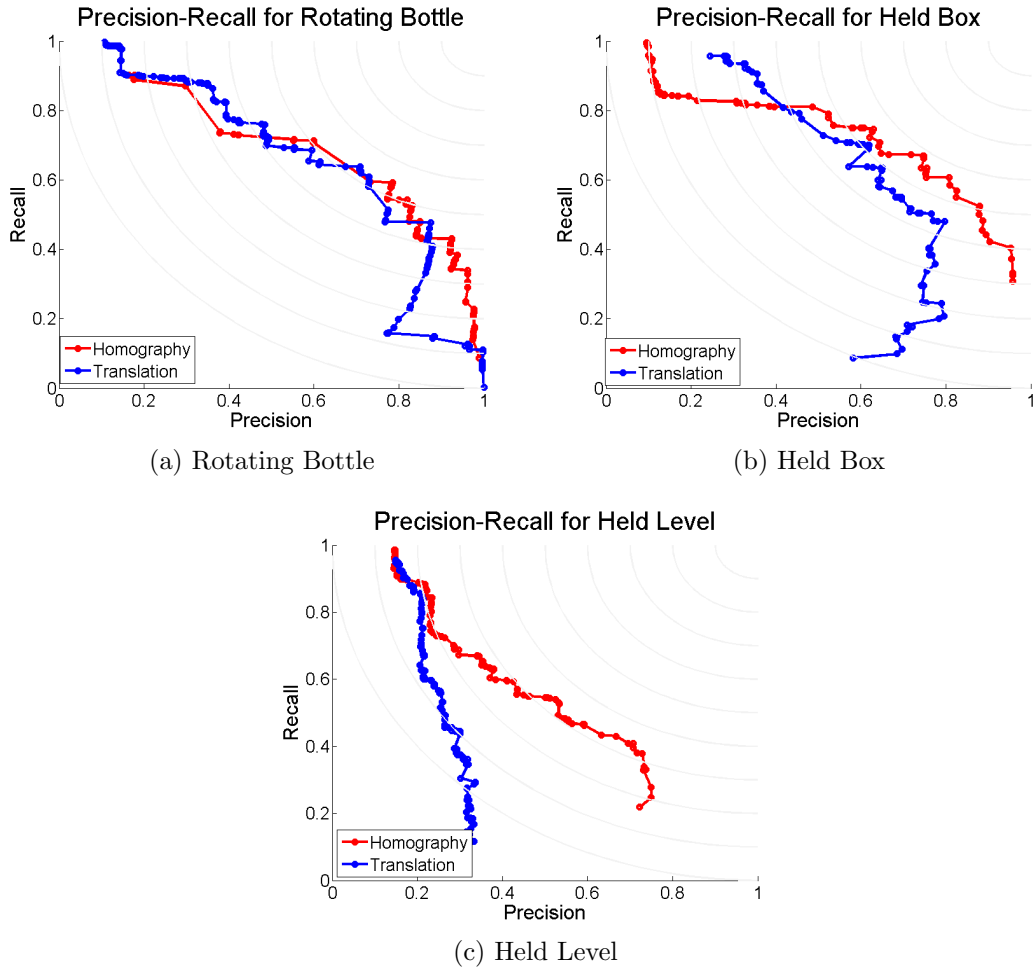 Precision-Recall for Rotating Bottle
1
0.8
0.6
0.4
0.2
0
Recall
Homography
Translation
0 0.2 0.4 0.6 0.8 1
Precision
(a) Rotating Bottle
Precision-Recall for Held Box
1
0.8
0.6
0.4
0.2
0
Recall
Homography
Translation
0 0.2 0.4 0.6 0.8 1
Precision
(b) Held Box
Precision-Recall for Held Level
1
0.8
0.6
0.4
0.2
0
Recall
Homography
Translation
0 0.2 0.4 0.6 0.8 1
Precision
(c) Held Level